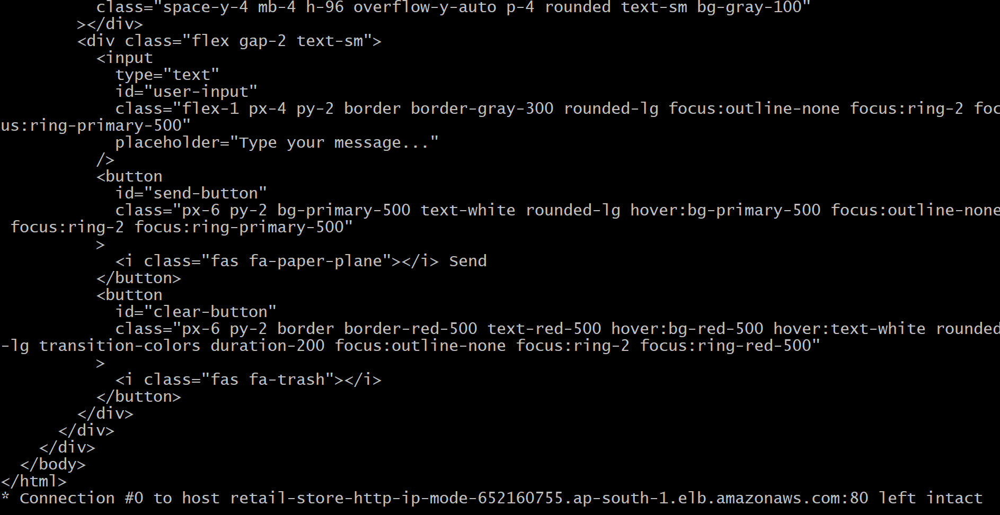 class="space-y-4 mb-4 h-96 overflow-y-auto p-4 rounded text-sm bg-gray-100"
        ></div>
        <div class="flex gap-2 text-sm">
          <input
            type="text"
            id="user-input"
            class="flex-1 px-4 py-2 border border-gray-300 rounded-lg focus:outline-none focus:ring-2 foc
us:ring-primary-500"
            placeholder="Type your message..."
          />
          <button
            id="send-button"
            class="px-6 py-2 bg-primary-500 text-white rounded-lg hover:bg-primary-500 focus:outline-none
 focus:ring-2 focus:ring-primary-500"
          >
            <i class="fas fa-paper-plane"></i> Send
          </button>
          <button
            id="clear-button"
            class="px-6 py-2 border border-red-500 text-red-500 hover:bg-red-500 hover:text-white rounded
-lg transition-colors duration-200 focus:outline-none focus:ring-2 focus:ring-red-500"
          >
            <i class="fas fa-trash"></i>
          </button>
        </div>
      </div>
    </div>
  </body>
</html>
* Connection #0 to host retail-store-http-ip-mode-652160755.ap-south-1.elb.amazonaws.com:80 left intact